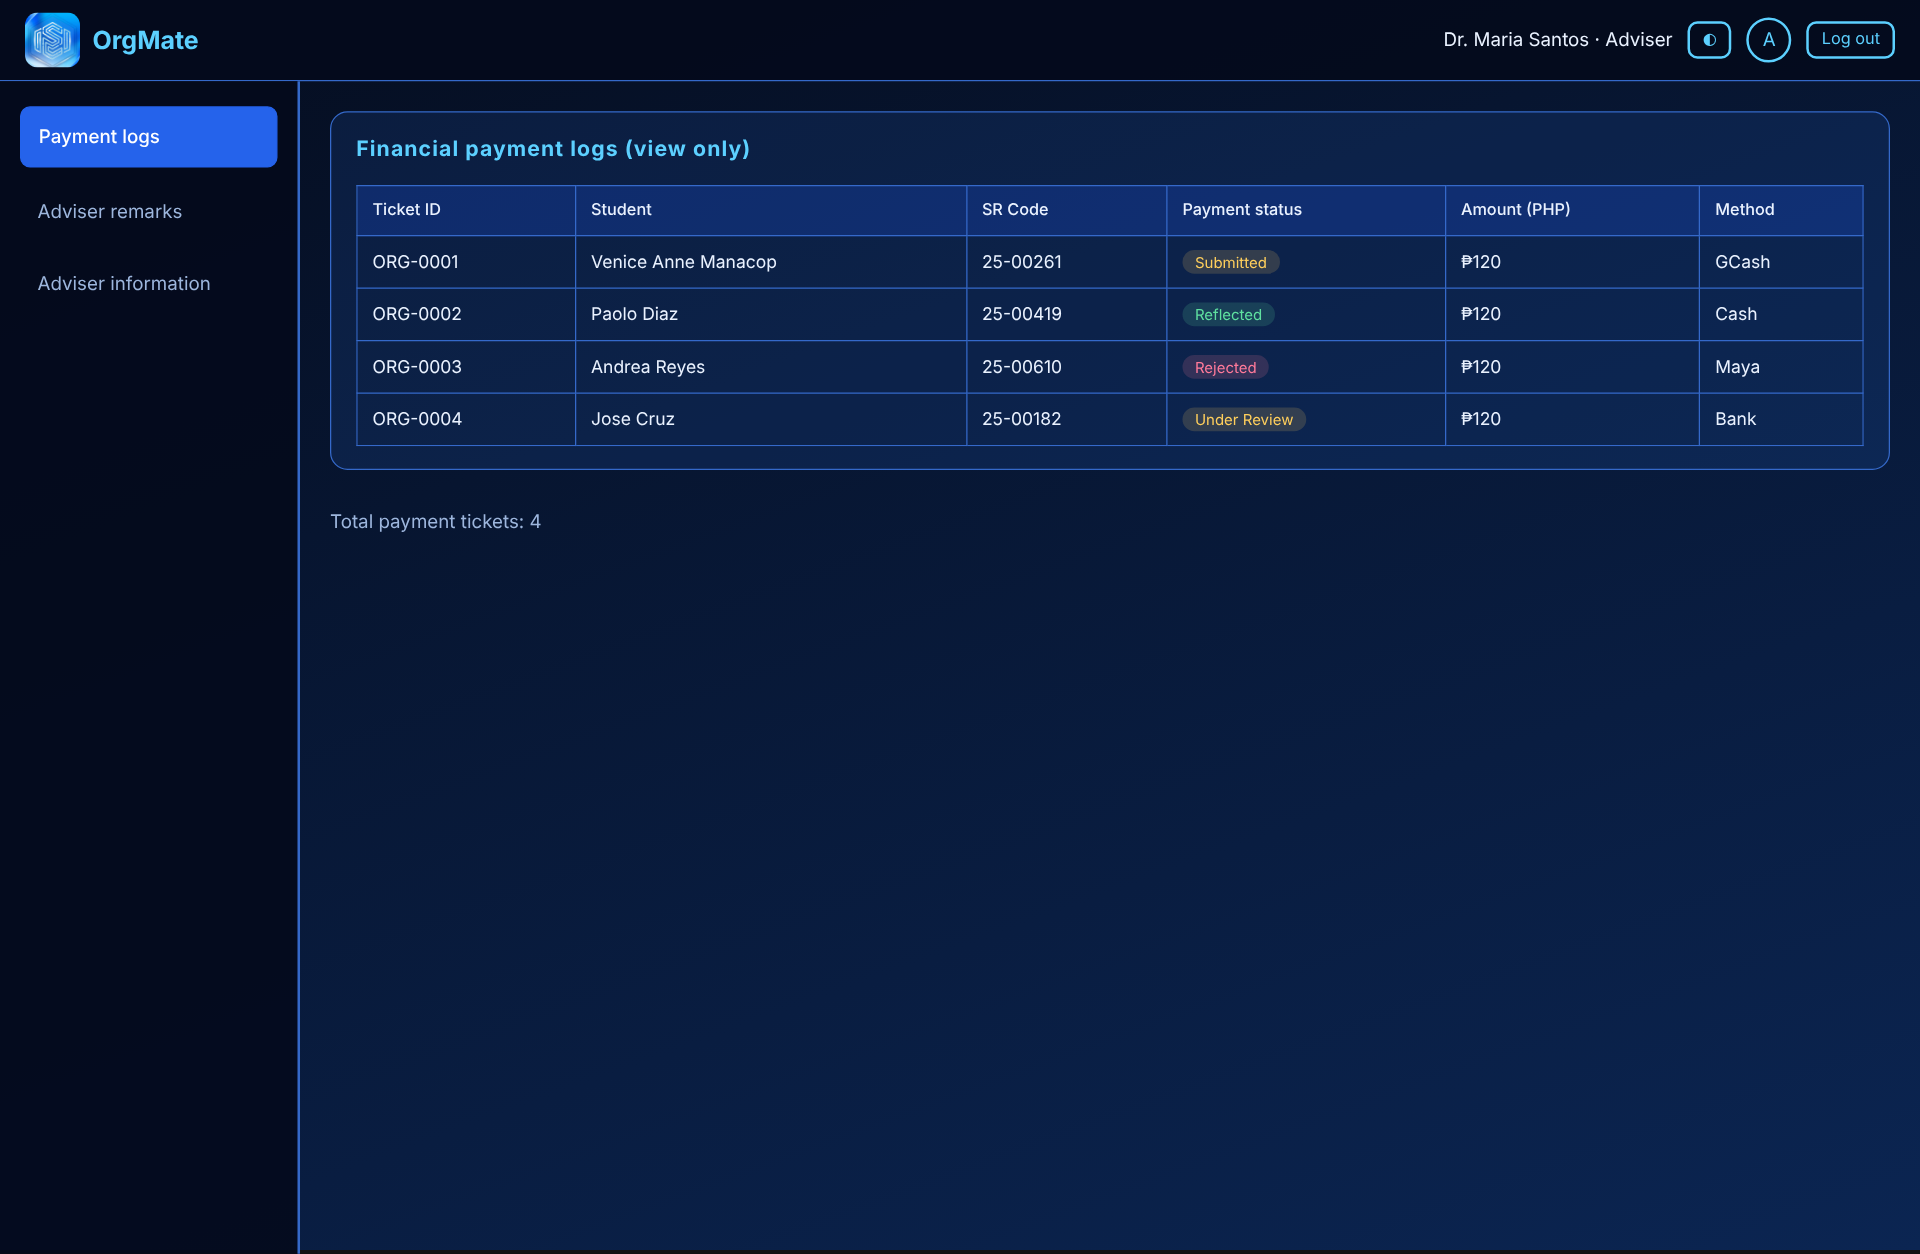 OrgMate
Dr. Maria Santos · Adviser
A
Log out
Payment logs
Adviser remarks
Adviser information
Financial payment logs (view only)
Ticket ID Student SR Code Payment status Amount (PHP) Method
ORG-0001 Venice Anne Manacop 25-00261 Submitted ₱120 GCash
ORG-0002 Paolo Diaz 25-00419 Reflected ₱120 Cash
ORG-0003 Andrea Reyes 25-00610 Rejected ₱120 Maya
ORG-0004 Jose Cruz 25-00182 Under Review ₱120 Bank
Total payment tickets: 4